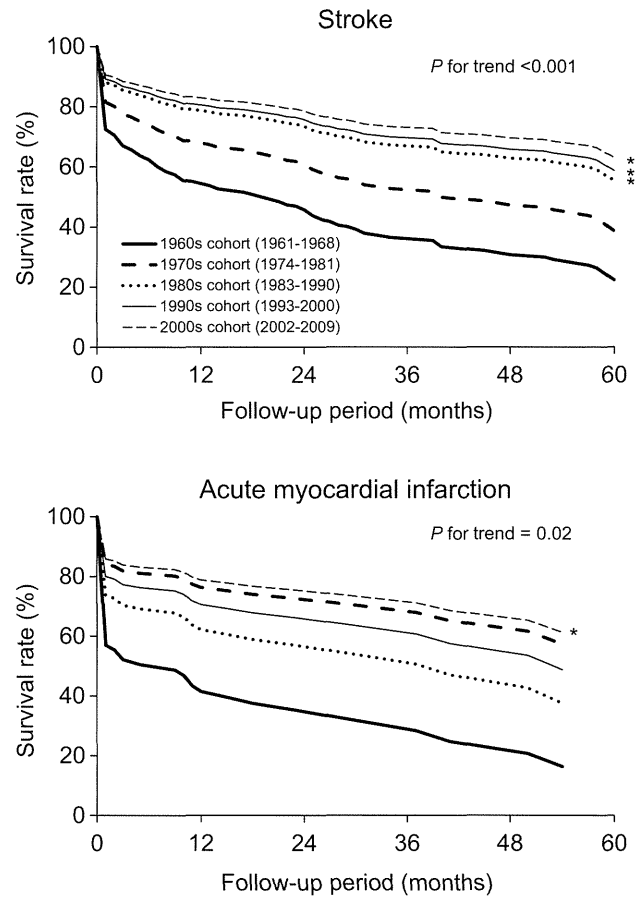 Stroke
100
P for trend <0.001
80
60
40
20
0
Survival rate (%)
*
*
*
1960s cohort (1961-1968)
1970s cohort (1974-1981)
1980s cohort (1983-1990)
1990s cohort (1993-2000)
2000s cohort (2002-2009)
0 12 24 36 48 60
Follow-up period (months)
Acute myocardial infarction
100
P for trend = 0.02
80
60
40
20
0
Survival rate (%)
*
0 12 24 36 48 60
Follow-up period (months)